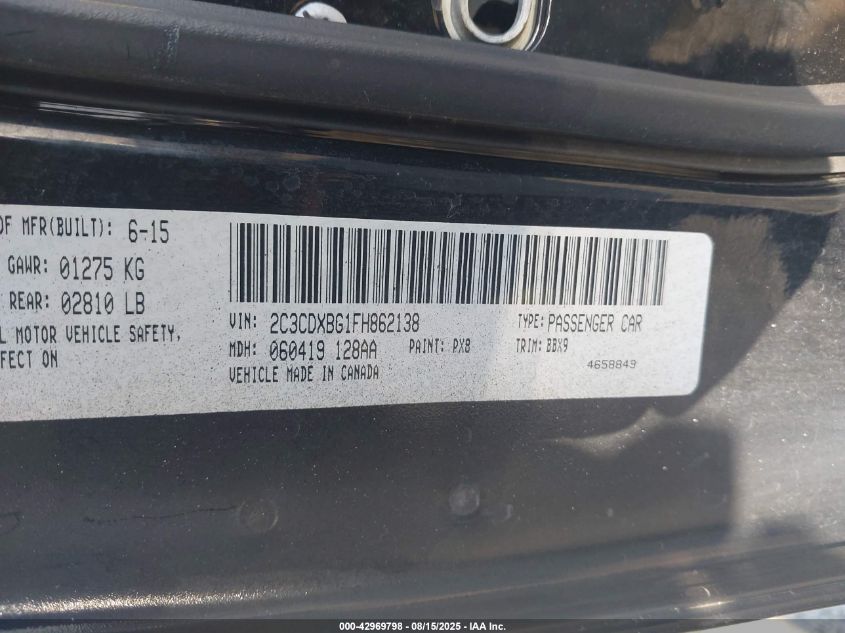 OF MFR(BUILT): 6-15
GAWR: 01275 KG
REAR: 02810 LB
MOTOR VEHICLE SAFETY,
ON
VIN: 2C3CDXBG1FH862138
TYPE: PASSENGER CAR
MDH: 060419 128AA
PAINT: PX8
TRIM: BBX9
VEHICLE MADE IN CANADA
4658849
000-42969798 - 08/15/2025 - IAA Inc.